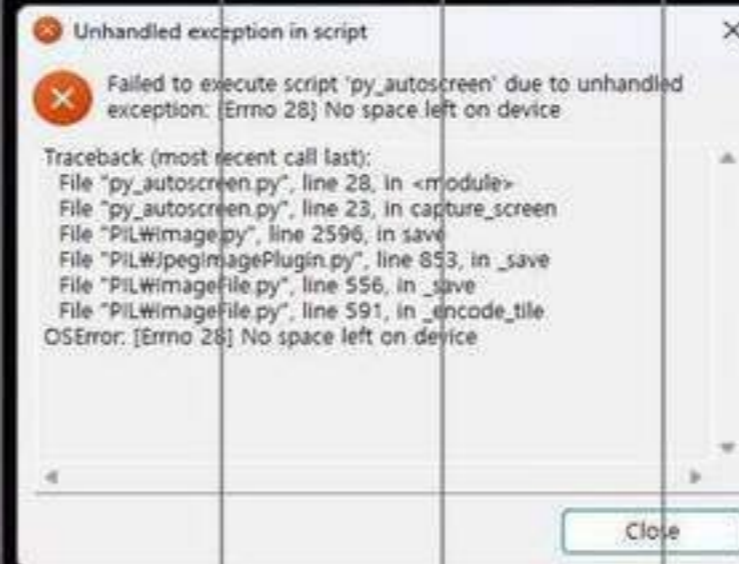 Unhandled exception in script
Failed to execute script 'py_autoscreen' due to unhandled
exception: [Errno 28] No space left on device
Traceback (most recent call last):
File "py_autoscreen.py", line 28, in <module>
File "py_autoscreen.py", line 23, in capture_screen
File "PIL₩Image.py", line 2596, in save
File "PIL₩JpegImagePlugin.py", line 853, in _save
File "PIL₩ImageFile.py", line 556, in _save
File "PIL₩ImageFile.py", line 591, in _encode_tile
OSError: [Errno 28] No space left on device
Close